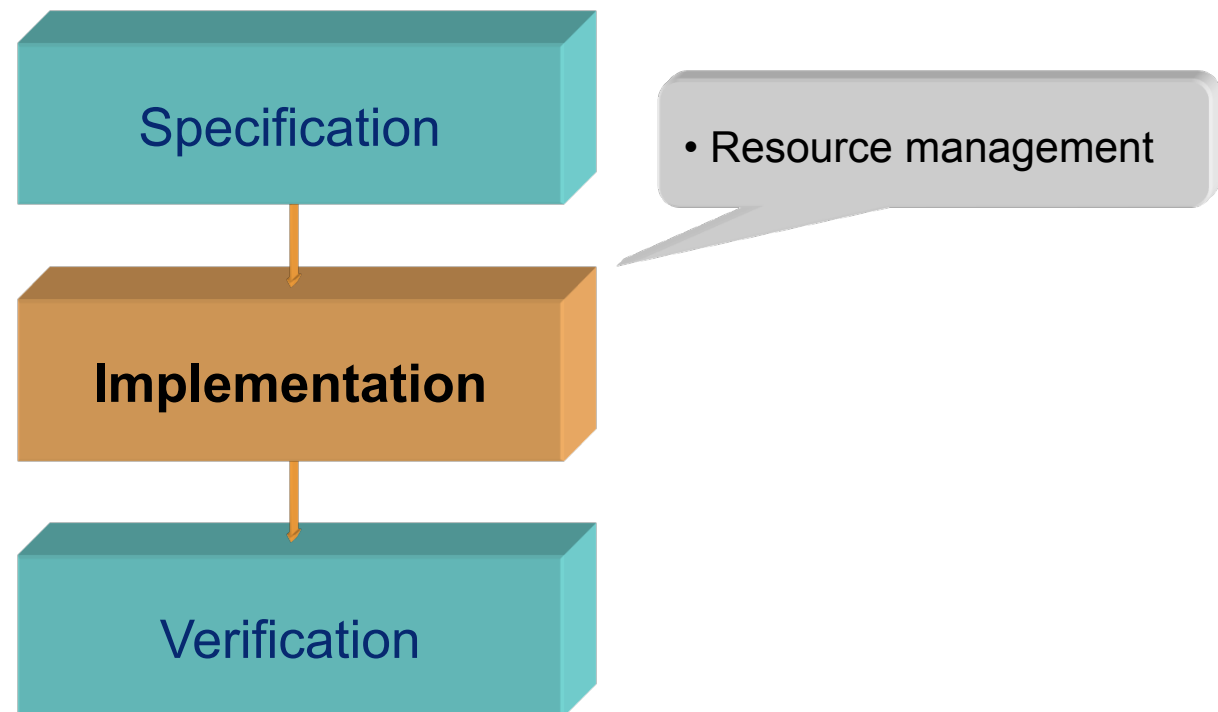 Specification
• Resource management
Implementation
Verification